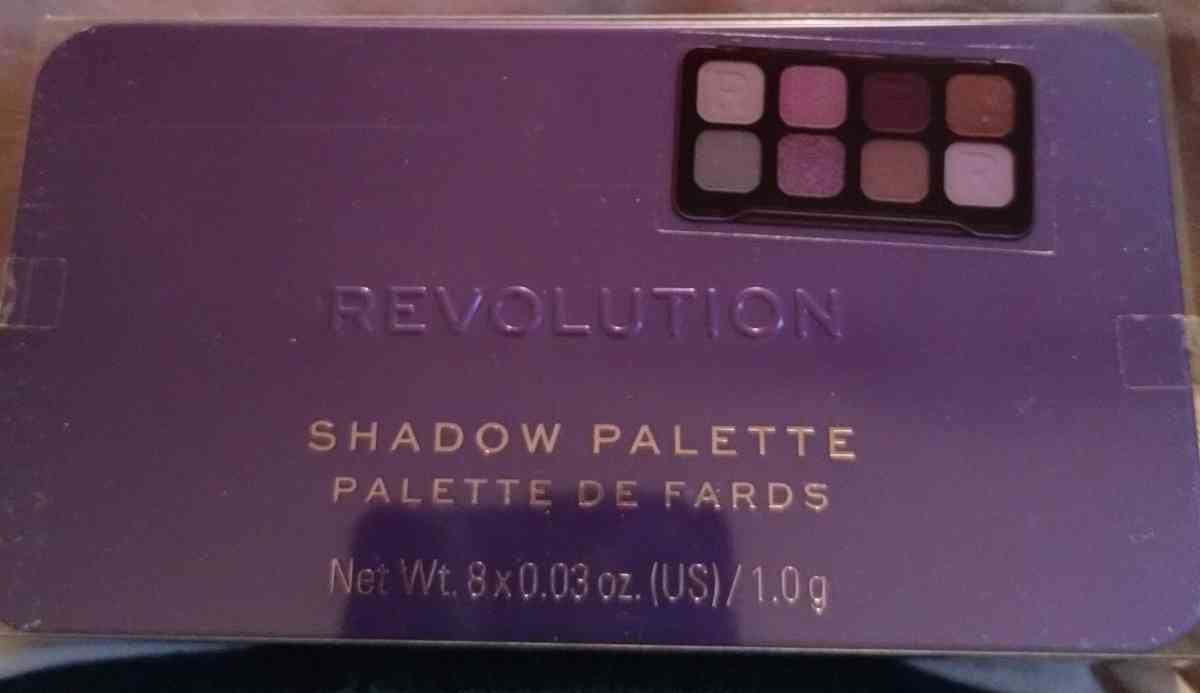 REVOLUTION
SHADOW PALETTE
PALETTE DE FARDS
Net Wt. 8 x 0.03 oz. (US) / 1.0 g